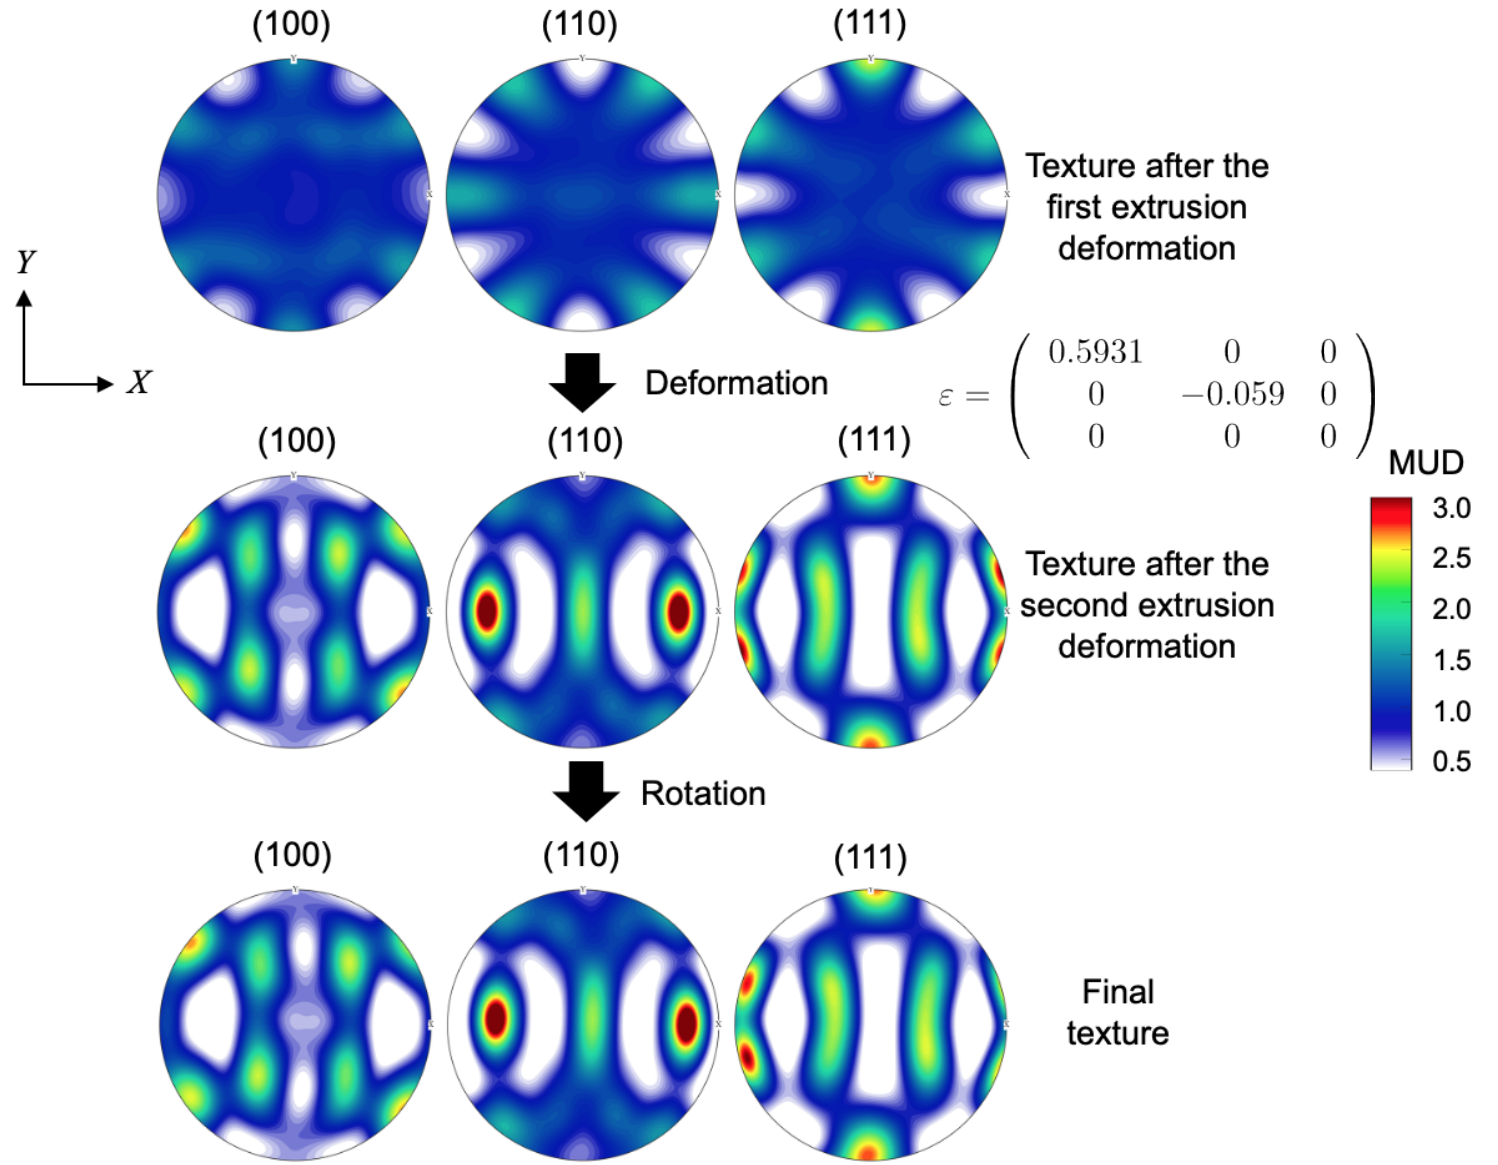 (100) (110) (111)
Y Y Y
X X X
Texture after the
first extrusion
deformation
Y
X
Deformation
ε = ( 0.5931 0 0
0 −0.059 0
0 0 0 )
(100) (110) (111)
Y Y Y
X X X
Texture after the
second extrusion
deformation
MUD
3.0
2.5
2.0
1.5
1.0
0.5
Rotation
(100) (110) (111)
Y Y Y
X X X
Final
texture